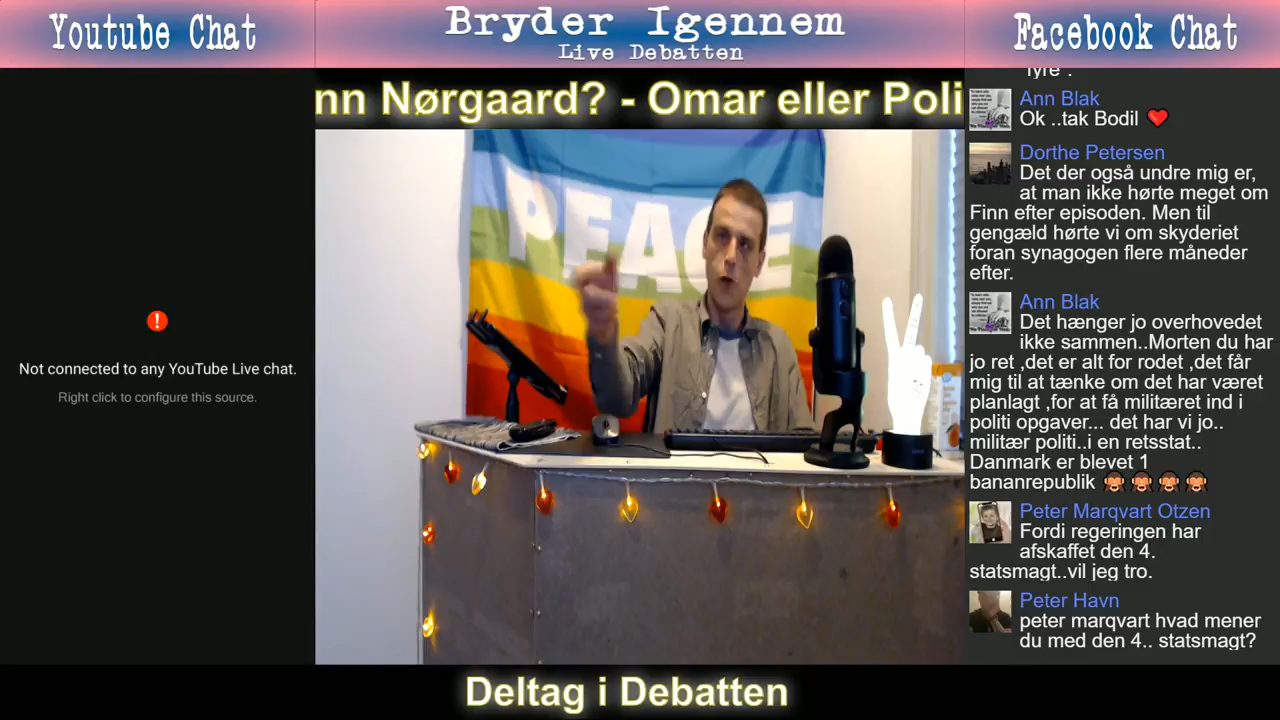 Youtube Chat
Bryder Igennem
Live Debatten
Facebook Chat
nn Nørgaard? - Omar eller Poli
PEACE
Not connected to any YouTube Live chat.
Right click to configure this source.
fyre".
Ann Blak
Ok ..tak Bodil ❤️
Dorthe Petersen
Det der også undre mig er,
at man ikke hørte meget om
Finn efter episoden. Men til
gengæld hørte vi om skyderiet
foran synagogen flere måneder
efter.
Ann Blak
Det hænger jo overhovedet
ikke sammen..Morten du har
jo ret ,det er alt for rodet ,det får
mig til at tænke om det har været
planlagt ,for at få militæret ind i
politi opgaver... det har vi jo..
militær politi..i en retsstat..
Danmark er blevet 1
bananrepublik 🙉🙉🙉🙉
Peter Marqvart Otzen
Fordi regeringen har
afskaffet den 4.
statsmagt..vil jeg tro.
Peter Havn
peter marqvart hvad mener
du med den 4.. statsmagt?
Deltag i Debatten